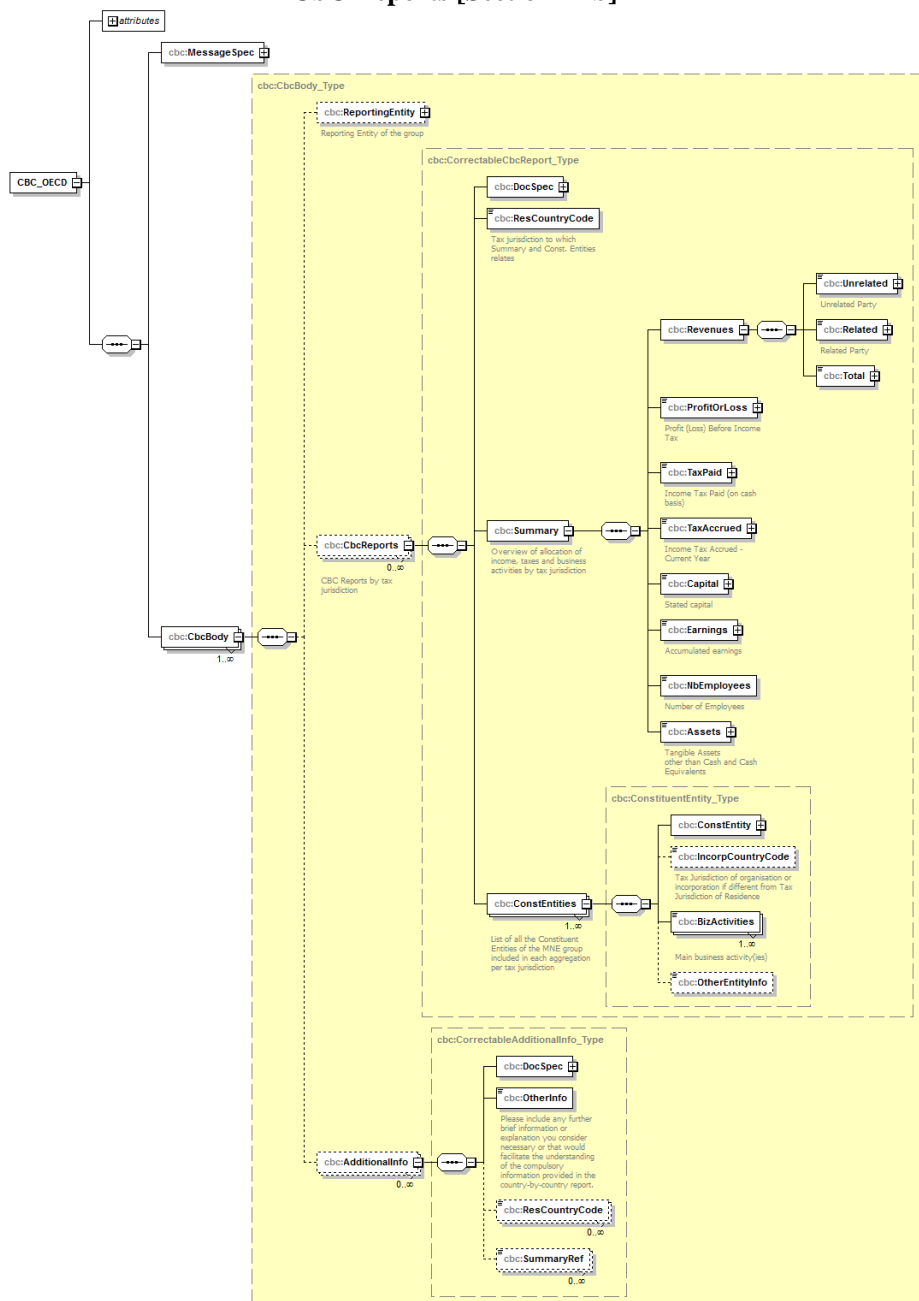 attributes
cbc:MessageSpec
cbc:CbcBody_Type
cbc:ReportingEntity
Reporting Entity of the group
cbc:CorrectableCbcReport_Type
CBC_OECD
cbc:DocSpec
cbc:ResCountryCode
Tax jurisdiction to which
Summary and Const. Entities
relates
cbc:Unrelated
Unrelated Party
cbc:Revenues
cbc:Related
Related Party
cbc:Total
cbc:ProfitOrLoss
Profit (Loss) Before Income
Tax
cbc:TaxPaid
Income Tax Paid (on cash
basis)
cbc:CbcReports
0..∞
CBC Reports by tax
jurisdiction
cbc:Summary
Overview of allocation of
income, taxes and business
activities by tax jurisdiction
cbc:TaxAccrued
Income Tax Accrued -
Current Year
cbc:Capital
Stated capital
cbc:CbcBody
1..∞
cbc:Earnings
Accumulated earnings
cbc:NbEmployees
Number of Employees
cbc:Assets
Tangible Assets
other than Cash and Cash
Equivalents
cbc:ConstituentEntity_Type
cbc:ConstEntity
cbc:IncorpCountryCode
Tax Jurisdiction of organisation or
incorporation if different from Tax
Jurisdiction of Residence
cbc:ConstEntities
1..∞
List of all the Constituent
Entities of the MNE group
included in each aggregation
per tax jurisdiction
cbc:BizActivities
1..∞
Main business activity(ies)
cbc:OtherEntityInfo
cbc:CorrectableAdditionalInfo_Type
cbc:DocSpec
cbc:OtherInfo
Please include any further
brief information or
explanation you consider
necessary or that would
facilitate the understanding
of the compulsory
information provided in the
country-by-country report.
cbc:AdditionalInfo
0..∞
cbc:ResCountryCode
0..∞
cbc:SummaryRef
0..∞